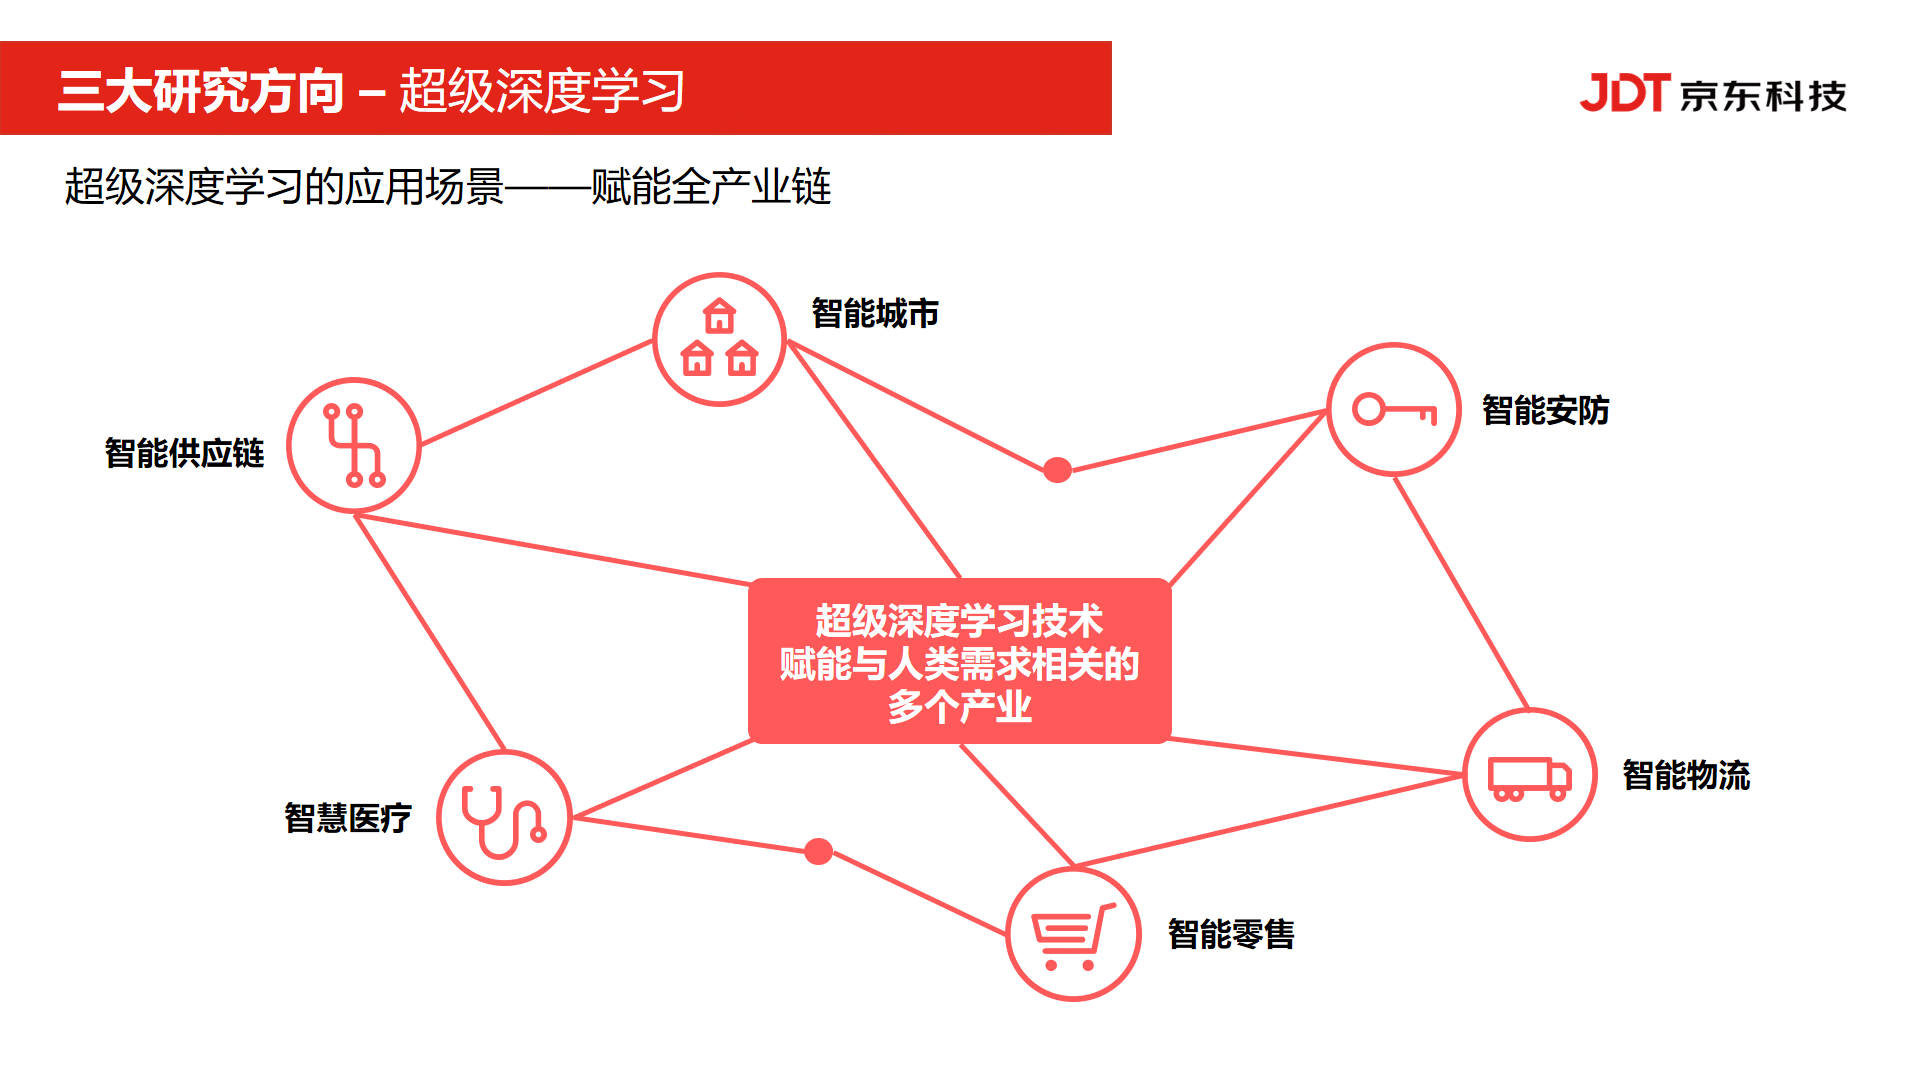 三大研究方向 – 超级深度学习
JDT 京东科技
超级深度学习的应用场景——赋能全产业链
智能城市
智能安防
智能供应链
超级深度学习技术
赋能与人类需求相关的
多个产业
智能物流
智慧医疗
智能零售